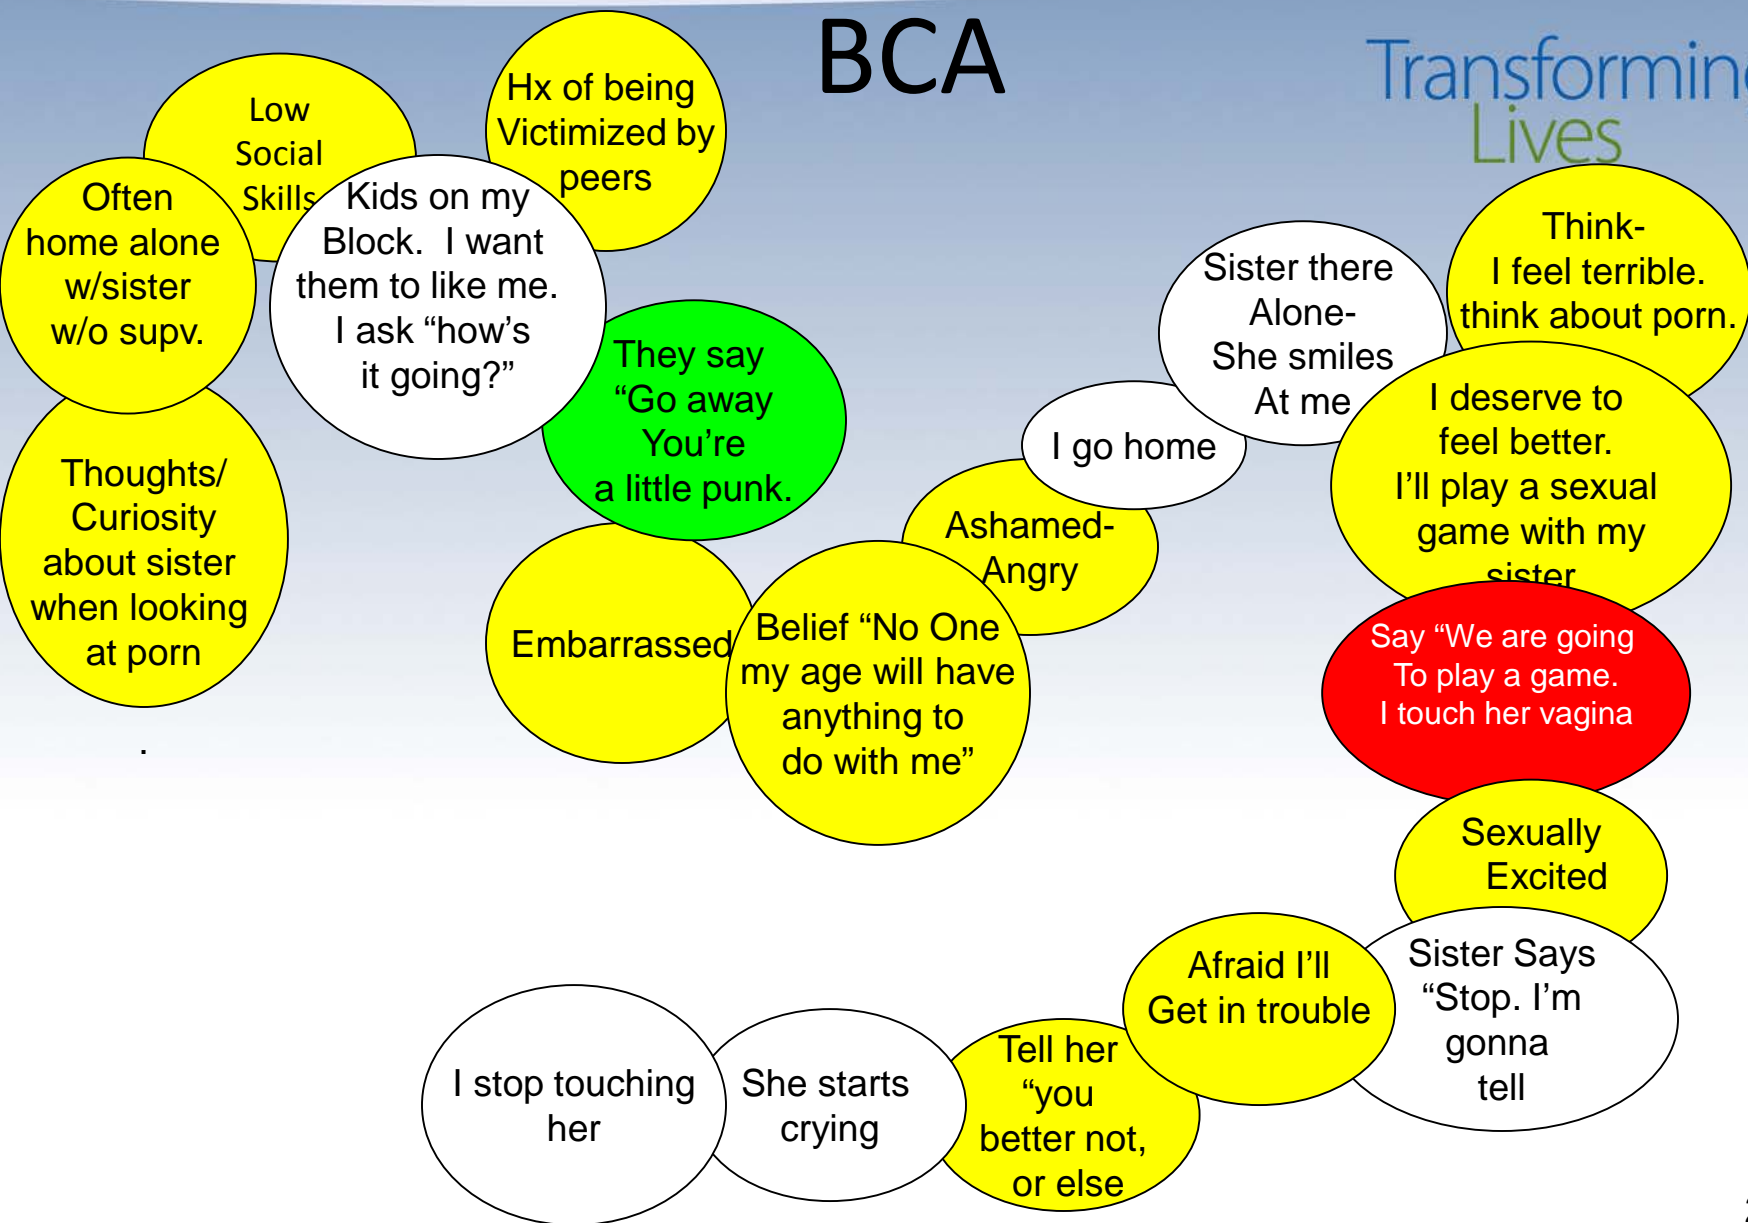 BCA
Transforming
Lives
Low
Social
Skills
Hx of being
Victimized by
peers
Often
home alone
w/sister
w/o supv.
Kids on my
Block.  I want
them to like me.
I ask “how’s
it going?”
Thoughts/
Curiosity
about sister
when looking
at porn
.
They say
“Go away
You’re
a little punk.
Embarrassed
Belief “No One
my age will have
anything to
do with me”
Ashamed-
Angry
I go home
Sister there
Alone-
She smiles
At me
Think-
I feel terrible.
think about porn.
I deserve to
feel better.
I’ll play a sexual
game with my
sister
Say “We are going
To play a game.
I touch her vagina
Sexually
Excited
Sister Says
“Stop. I’m
gonna
tell
Afraid I’ll
Get in trouble
Tell her
“you
better not,
or else
She starts
crying
I stop touching
her